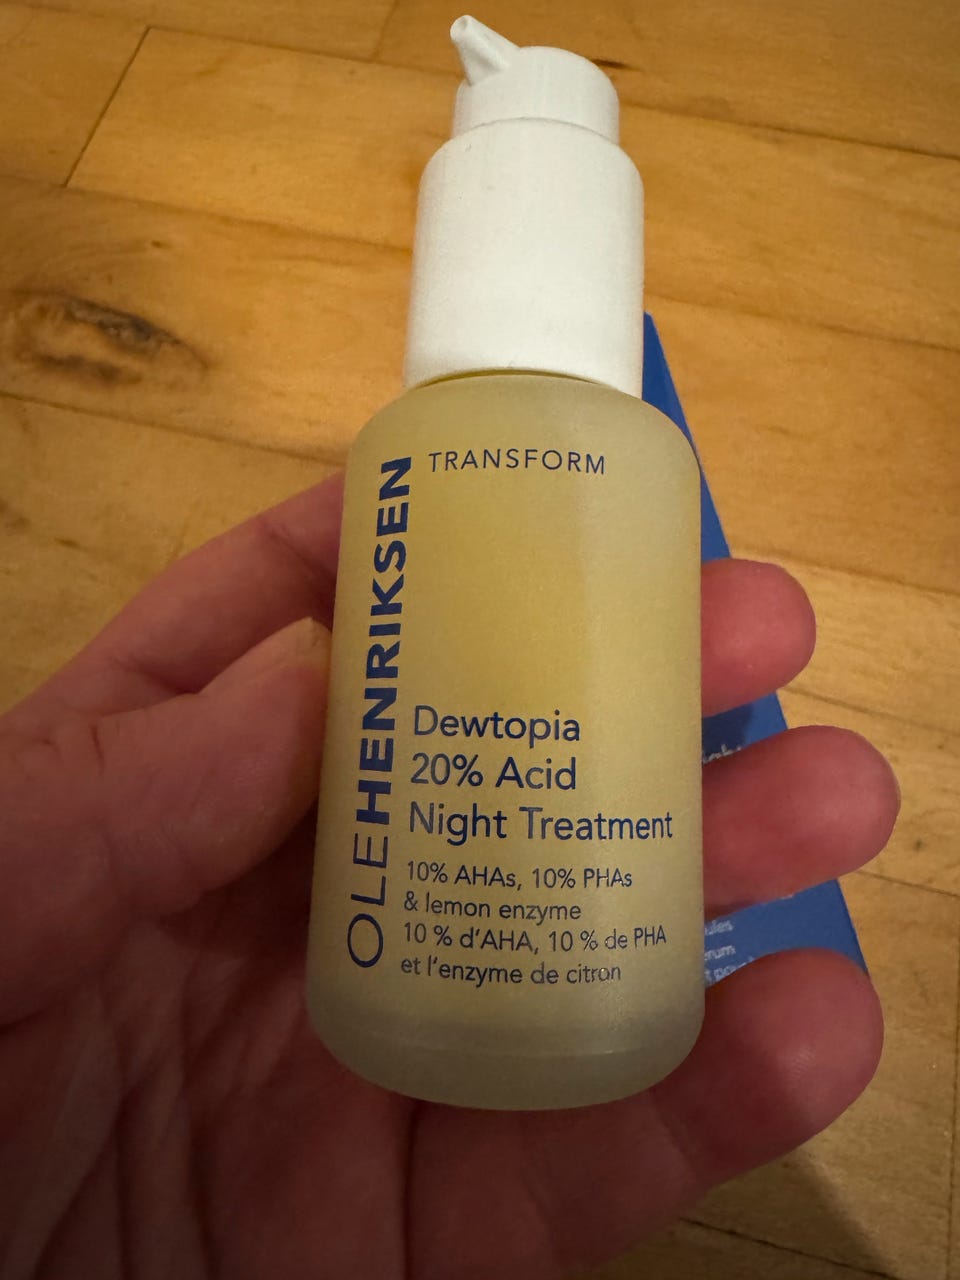 TRANSFORM
OLEHENRIKSEN
Dewtopia
20% Acid
Night Treatment
10% AHAs, 10% PHAs
& lemon enzyme
10 % d'AHA, 10 % de PHA
et l'enzyme de citron